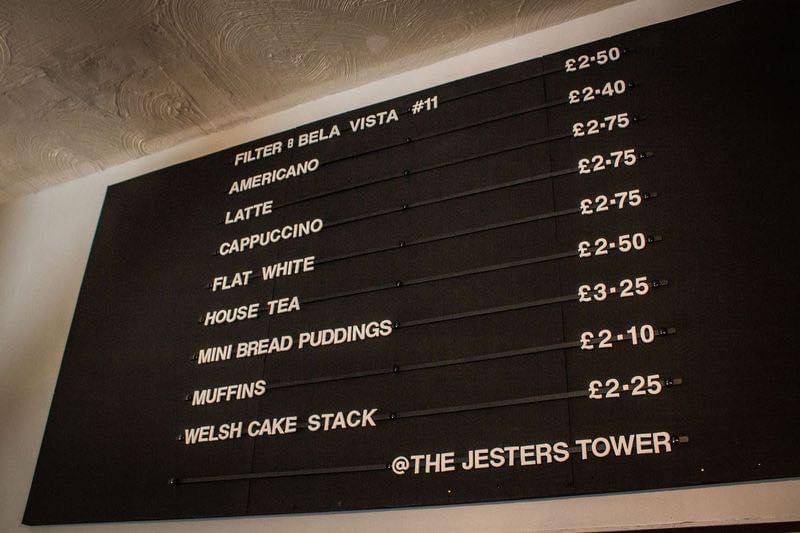 FILTER 8 BELA VISTA #11 £2·50
AMERICANO £2·40
LATTE £2·75
CAPPUCCINO £2·75
FLAT WHITE £2·75
HOUSE TEA £2·50
MINI BREAD PUDDINGS £3·25
MUFFINS £2·10
WELSH CAKE STACK £2·25
@THE JESTERS TOWER